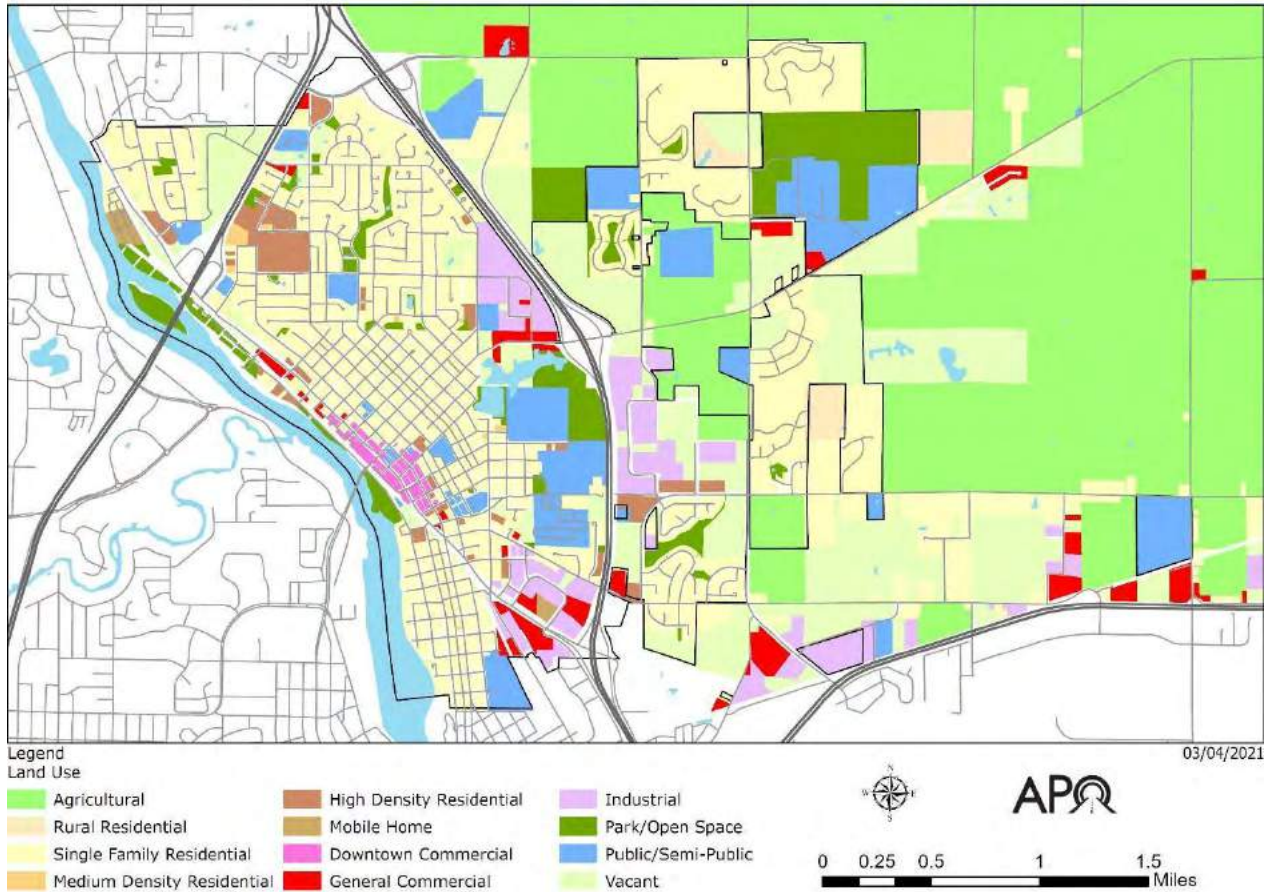 Legend
03/04/2021
Land Use
Agricultural
Rural Residential
Single Family Residential
Medium Density Residential
High Density Residential
Mobile Home
Downtown Commercial
General Commercial
Industrial
Park/Open Space
Public/Semi-Public
Vacant
N
W E
S
APO
0 0.25 0.5 1 1.5
Miles